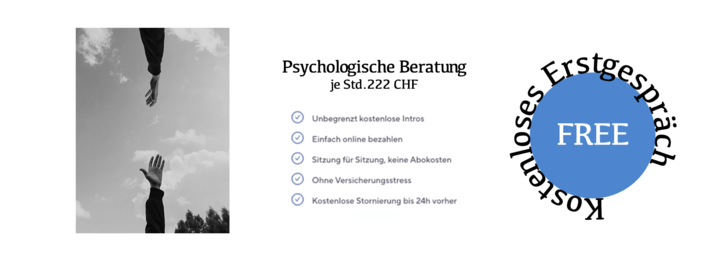 Psychologische Beratung
je Std.222 CHF
Unbegrenzt kostenlose Intros
Einfach online bezahlen
Sitzung für Sitzung, keine Abokosten
Ohne Versicherungsstress
Kostenlose Stornierung bis 24h vorher
Kostenloses Erstgespräch
FREE